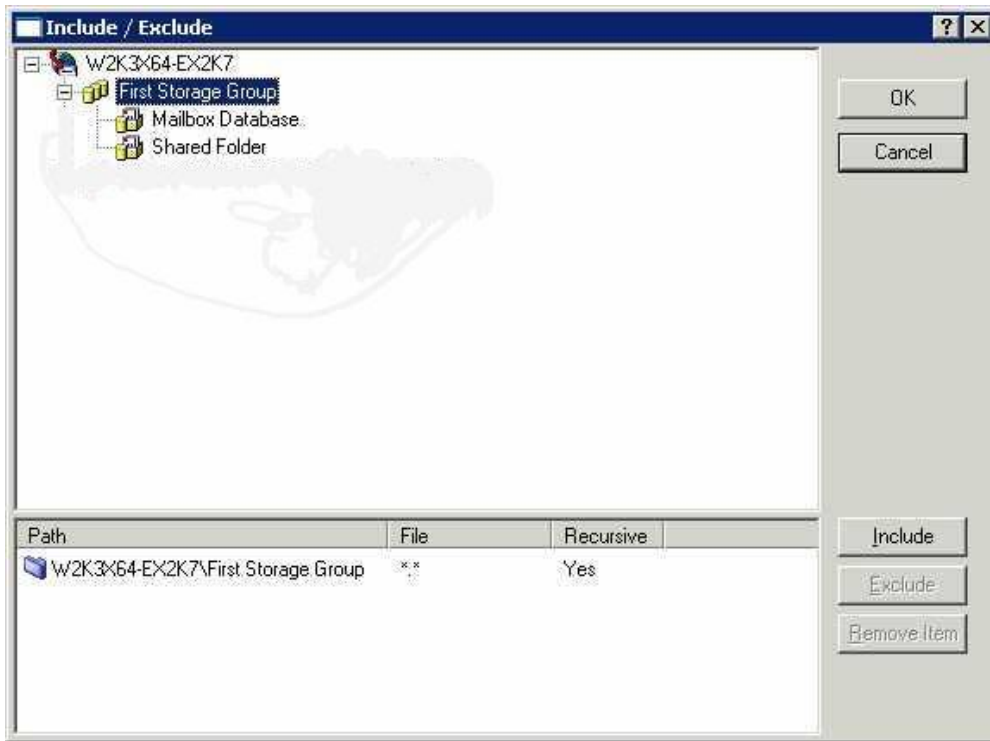 Include / Exclude
W2K3X64-EX2K7
First Storage Group
Mailbox Database
Shared Folder
OK
Cancel
Path File Recursive
W2K3X64-EX2K7\First Storage Group *.* Yes
Include
Exclude
Remove Item